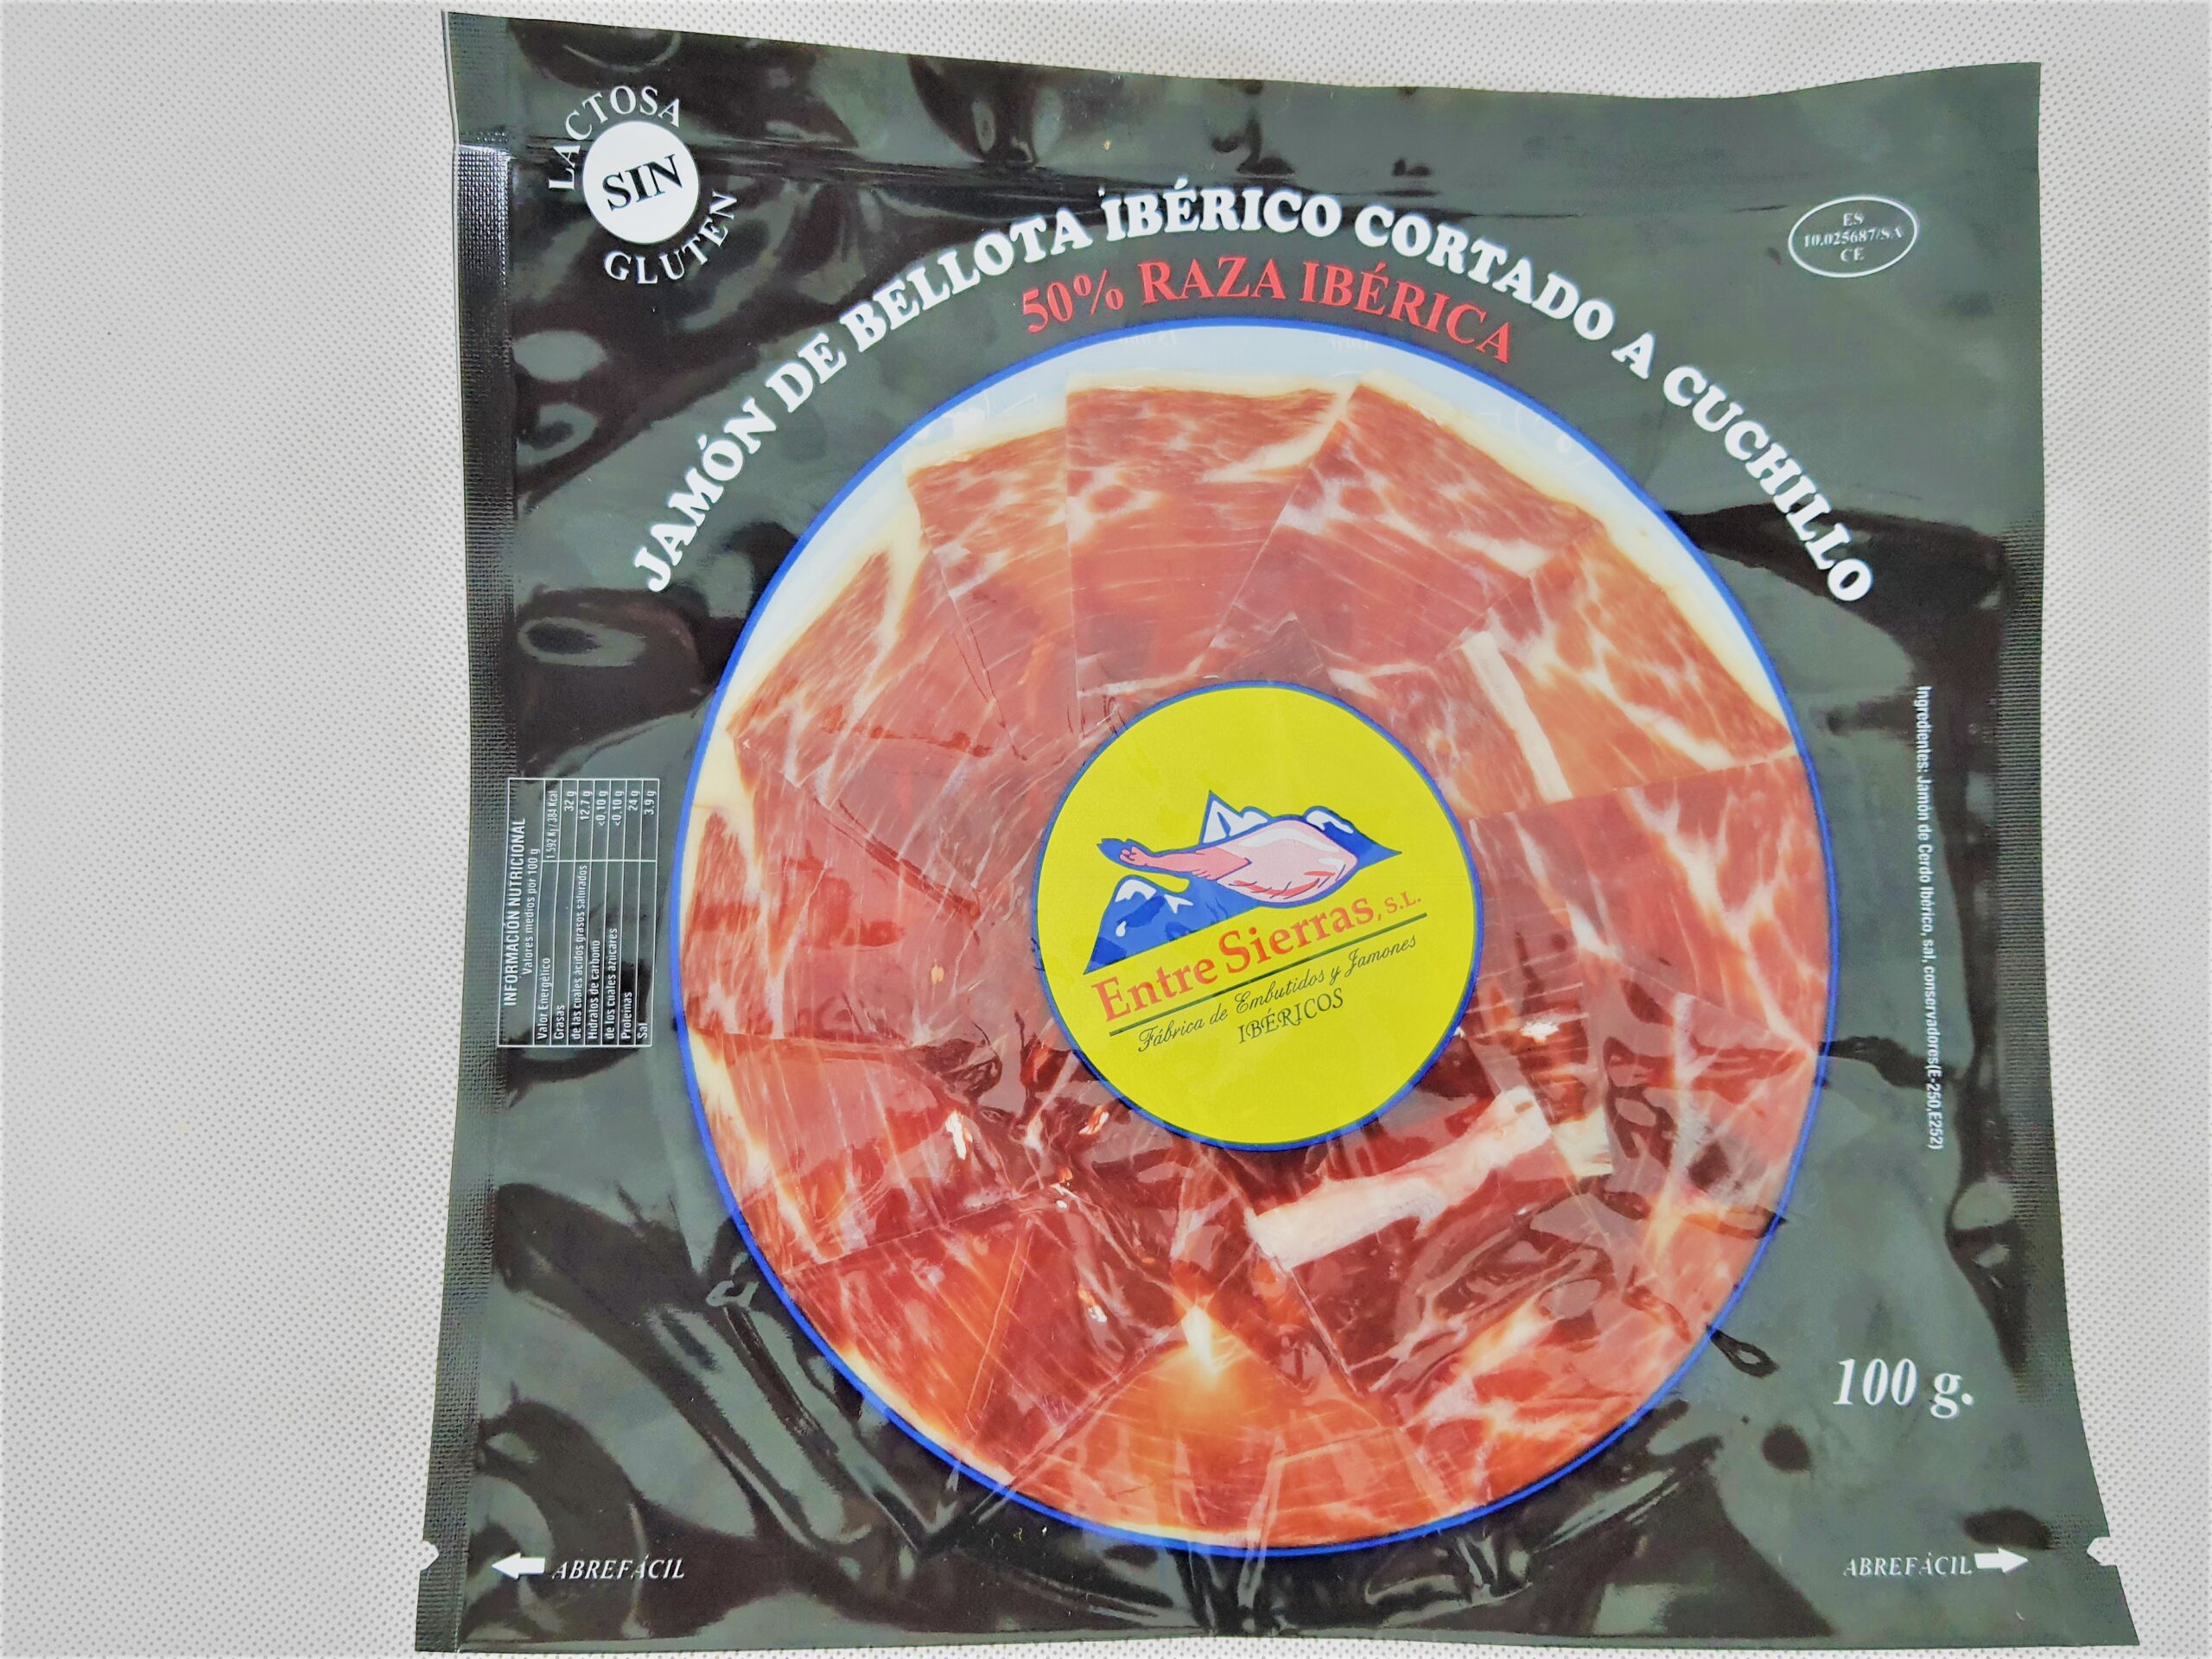 LACTOSA
SIN
GLUTEN
JAMÓN DE BELLOTA IBÉRICO CORTADO A CUCHILLO
50% RAZA IBÉRICA
ES
10.025687/SA
CE
INFORMACIÓN NUTRICIONAL
Valores medios por 100 g
Valor Energético 1.592 Kj / 384 Kcal
Grasas 32 g
de las cuales ácidos grasos saturados 12.7 g
Hidratos de carbono <0.10 g
de los cuales azúcares <0.10 g
Proteínas 24 g
Sal 3.9 g
Entre Sierras, S.L.
Fábrica de Embutidos y Jamones
IBÉRICOS
Ingredientes: Jamón de Cerdo Ibérico, sal, conservadores(E-250,E252)
100 g.
ABREFÁCIL
ABREFÁCIL